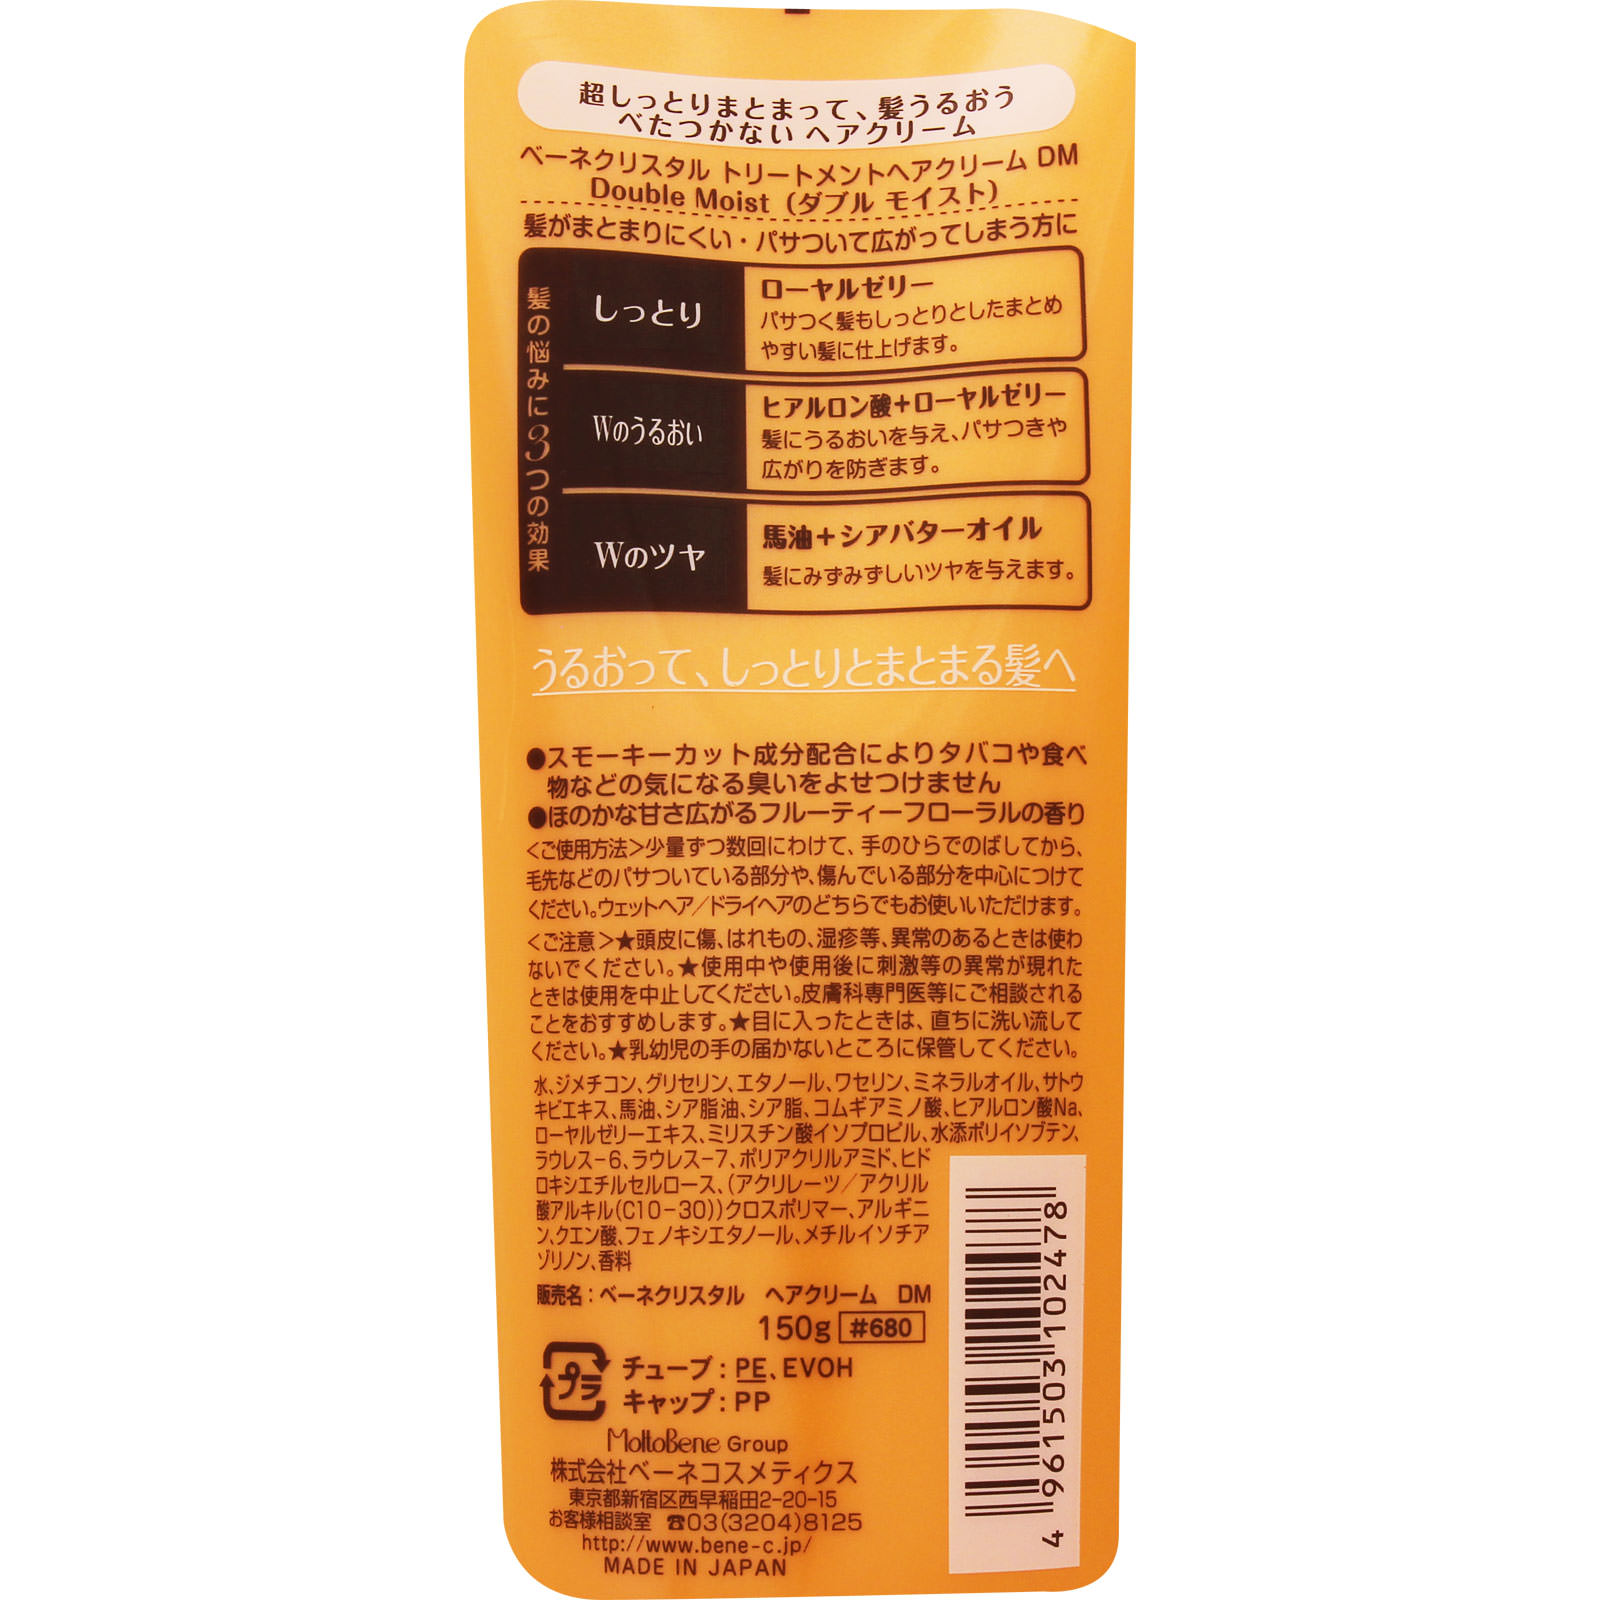 超しっとりまとまって、髪うるおう
べたつかない ヘアクリーム
ベーネクリスタル トリートメントヘアクリーム DM
Double Moist (ダブル モイスト)
髪がまとまりにくい・パサついて広がってしまう方に
髪の悩みに3つの効果
しっとり
ローヤルゼリー
パサつく髪もしっとりとしたまとめ
やすい髪に仕上げます。
Wのうるおい
ヒアルロン酸+ローヤルゼリー
髪にうるおいを与え、パサつきや
広がりを防ぎます。
Wのツヤ
馬油+シアバターオイル
髪にみずみずしいツヤを与えます。
うるおって、しっとりとまとまる髪へ
●スモーキーカット成分配合によりタバコや食べ
物などの気になる臭いをよせつけません
●ほのかな甘さ広がるフルーティーフローラルの香り
<ご使用方法>少量ずつ数回にわけて、手のひらでのばしてから、
毛先などのパサついている部分や、傷んでいる部分を中心につけて
ください。ウェットヘア/ドライヘアのどちらでもお使いいただけます。
<ご注意>★頭皮に傷、はれもの、湿疹等、異常のあるときは使わ
ないでください。★使用中や使用後に刺激等の異常が現れた
ときは使用を中止してください。皮膚科専門医等にご相談される
ことをおすすめします。★目に入ったときは、直ちに洗い流して
ください。★乳幼児の手の届かないところに保管してください。
水、ジメチコン、グリセリン、エタノール、ワセリン、ミネラルオイル、サトウ
キビエキス、馬油、シア脂油、シア脂、コムギアミノ酸、ヒアルロン酸Na、
ローヤルゼリーエキス、ミリスチン酸イソプロピル、水添ポリイソブテン、
ラウレス-6、ラウレス-7、ポリアクリルアミド、ヒド
ロキシエチルセルロース、(アクリレーツ/アクリル
酸アルキル(C10-30))クロスポリマー、アルギニ
ン、クエン酸、フェノキシエタノール、メチルイソチア
ゾリノン、香料
販売名:ベーネクリスタル ヘアクリーム DM
150g #680
プラ
チューブ:PE、EVOH
キャップ:PP
MoltoBene Group
株式会社ベーネコスメティクス
東京都新宿区西早稲田2-20-15
お客様相談室 ☎03(3204)8125
http://www.bene-c.jp/
MADE IN JAPAN
4 961503 102478